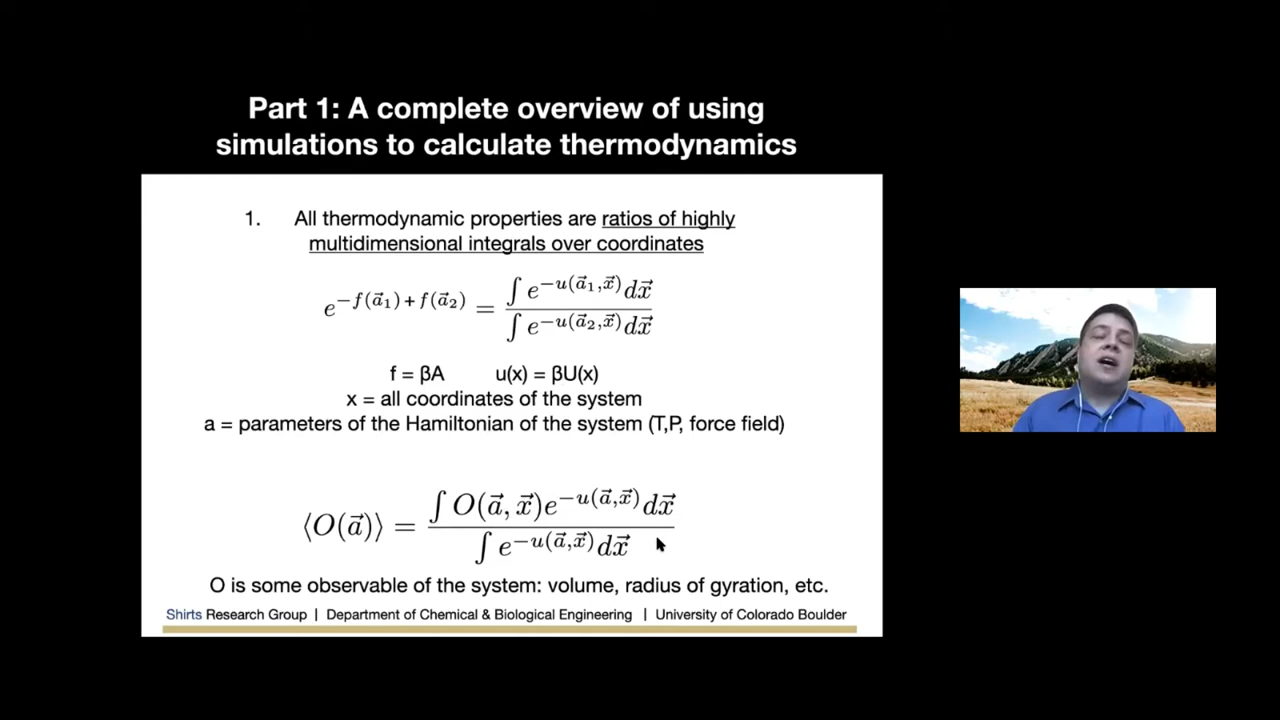 Part 1: A complete overview of using
simulations to calculate thermodynamics
1. All thermodynamic properties are ratios of highly
multidimensional integrals over coordinates
$e^{-f(\vec{a}_1)+f(\vec{a}_2)} = \frac{\int e^{-u(\vec{a}_1,\vec{x})}d\vec{x}}{\int e^{-u(\vec{a}_2,\vec{x})}d\vec{x}}$
f = βA u(x) = βU(x)
x = all coordinates of the system
a = parameters of the Hamiltonian of the system (T,P, force field)
$\langle O(\vec{a})\rangle = \frac{\int O(\vec{a},\vec{x})e^{-u(\vec{a},\vec{x})}d\vec{x}}{\int e^{-u(\vec{a},\vec{x})}d\vec{x}}$
O is some observable of the system: volume, radius of gyration, etc.
Shirts Research Group | Department of Chemical & Biological Engineering | University of Colorado Boulder